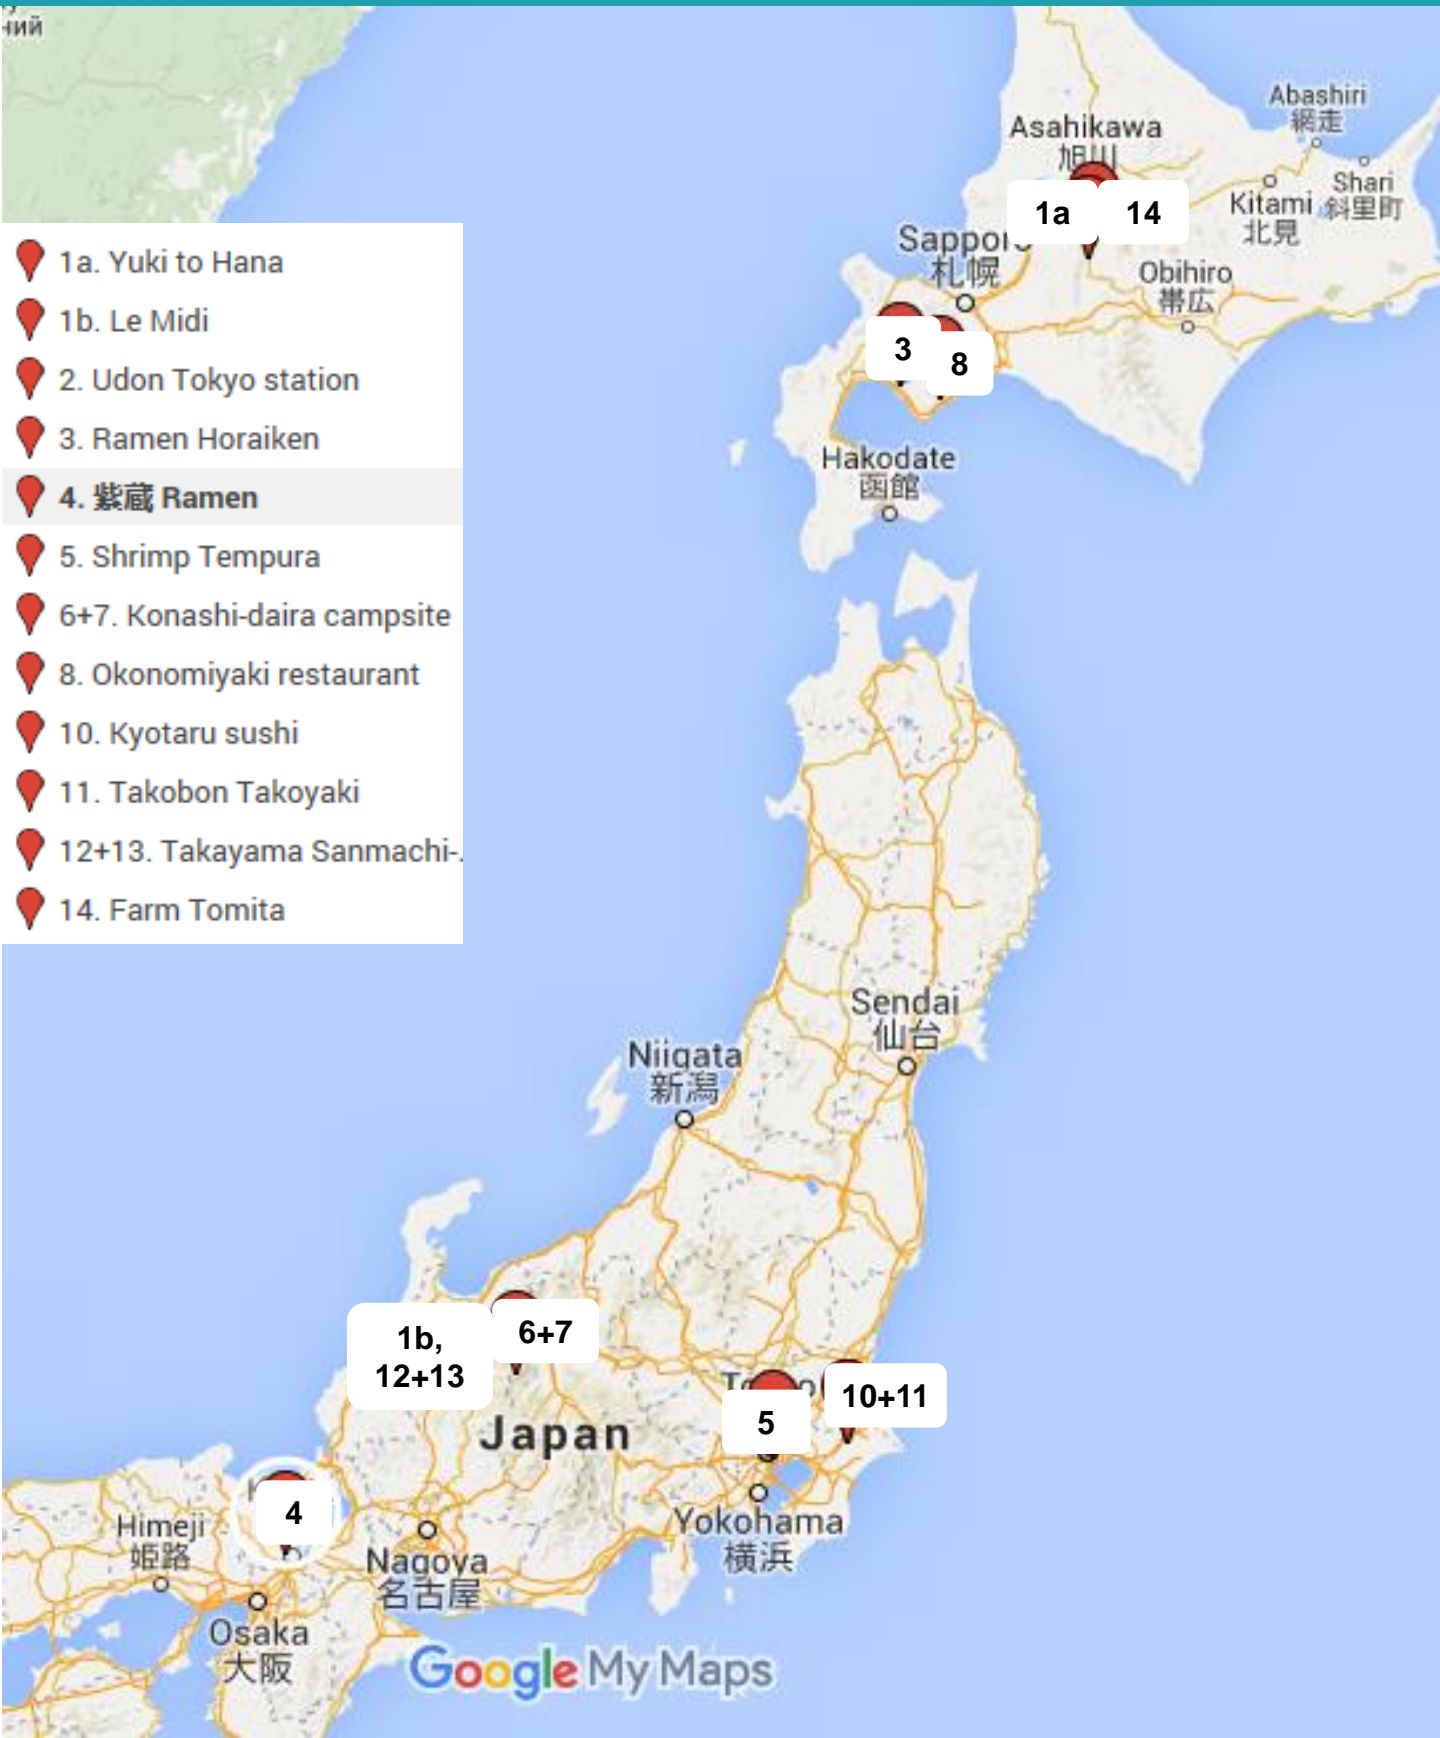 ний
1a. Yuki to Hana
1b. Le Midi
2. Udon Tokyo station
3. Ramen Horaiken
4. 紫蔵 Ramen
5. Shrimp Tempura
6+7. Konashi-daira campsite
8. Okonomiyaki restaurant
10. Kyotaru sushi
11. Takobon Takoyaki
12+13. Takayama Sanmachi-.
14. Farm Tomita
Abashiri
網走
Asahikawa
旭川
Shari
斜里町
Kitami
北見
1a
14
Sapporo
札幌
Obihiro
帯広
3
8
Hakodate
函館
Sendai
仙台
Niigata
新潟
1b,
12+13
6+7
10+11
5
Japan
4
Himeji
姫路
Nagoya
名古屋
Yokohama
横浜
Osaka
大阪
Google My Maps